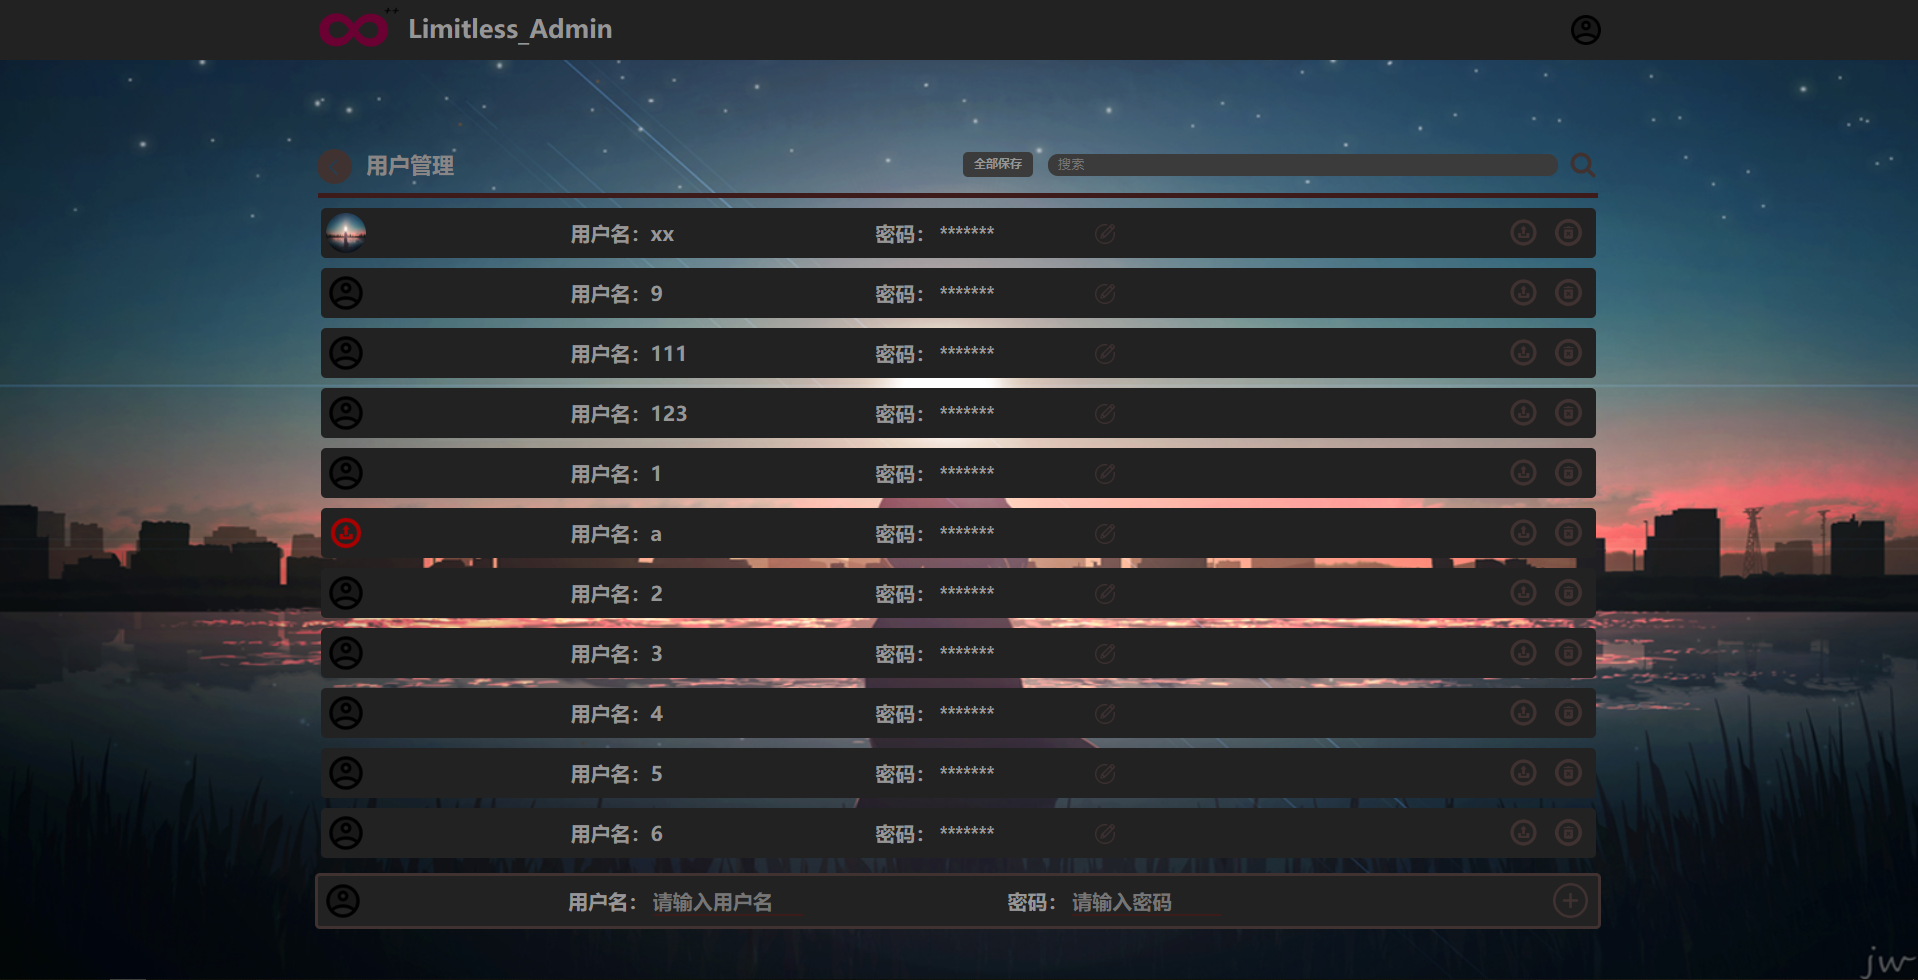 Limitless_Admin
用户管理 全部保存 搜索
用户名：xx 密码： *******
用户名：9 密码： *******
用户名：111 密码： *******
用户名：123 密码： *******
用户名：1 密码： *******
用户名：a 密码： *******
用户名：2 密码： *******
用户名：3 密码： *******
用户名：4 密码： *******
用户名：5 密码： *******
用户名：6 密码： *******
用户名： 请输入用户名 密码： 请输入密码
jw